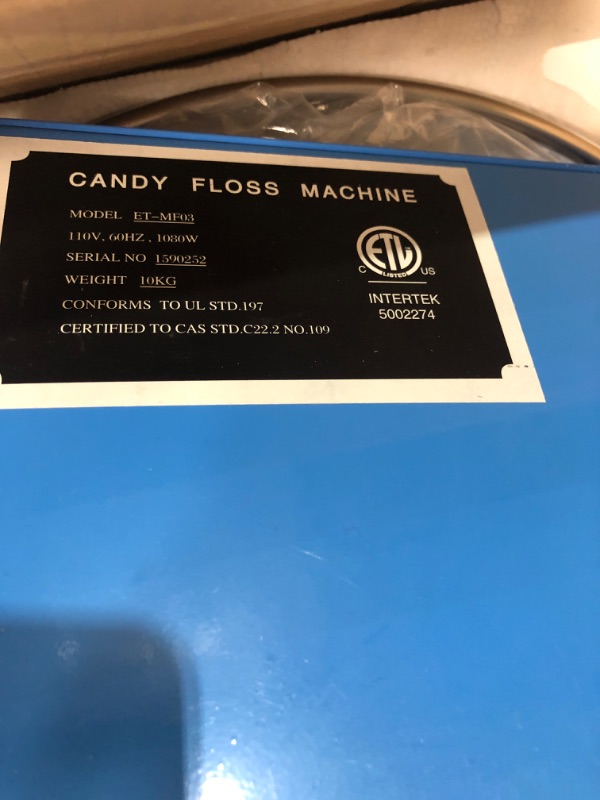 CANDY FLOSS MACHINE
MODEL ET-MF03
110V, 60HZ, 1080W
SERIAL NO 1590252
WEIGHT 10KG
CONFORMS TO UL STD.197
CERTIFIED TO CAS STD.C22.2 NO.109
ETL
LISTED
C US
INTERTEK
5002274